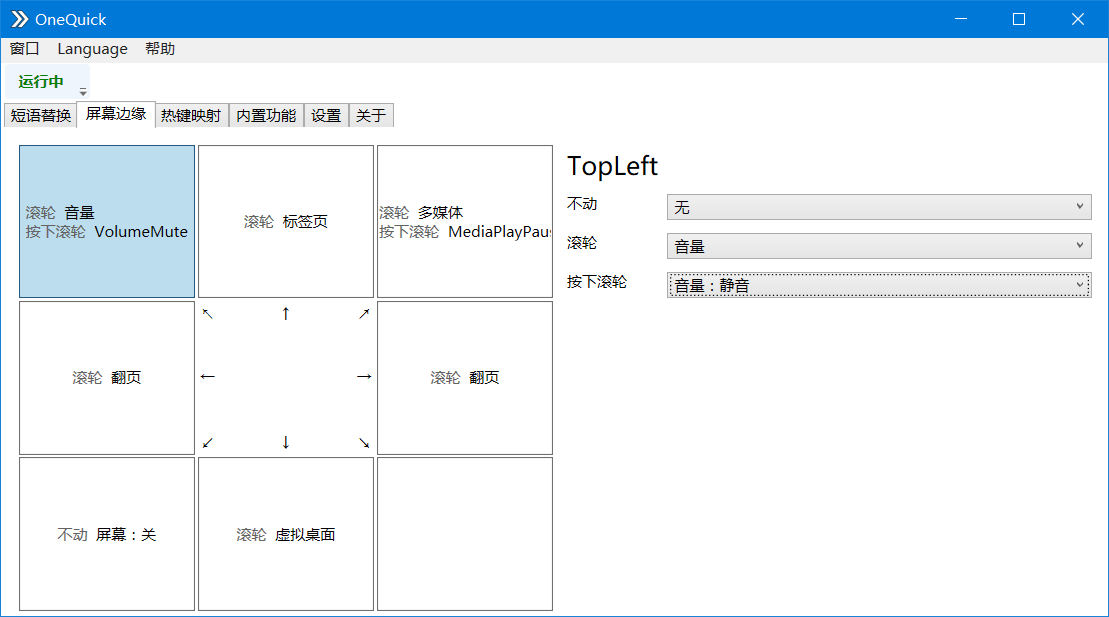 OneQuick
窗口 Language 帮助
运行中
短语替换 屏幕边缘 热键映射 内置功能 设置 关于
滚轮 音量
按下滚轮 VolumeMute
滚轮 标签页
滚轮 多媒体
按下滚轮 MediaPlayPau
TopLeft
不动 无
滚轮 音量
按下滚轮 音量：静音
↖ ↑ ↗
滚轮 翻页
← →
滚轮 翻页
↙ ↓ ↘
不动 屏幕：关
滚轮 虚拟桌面